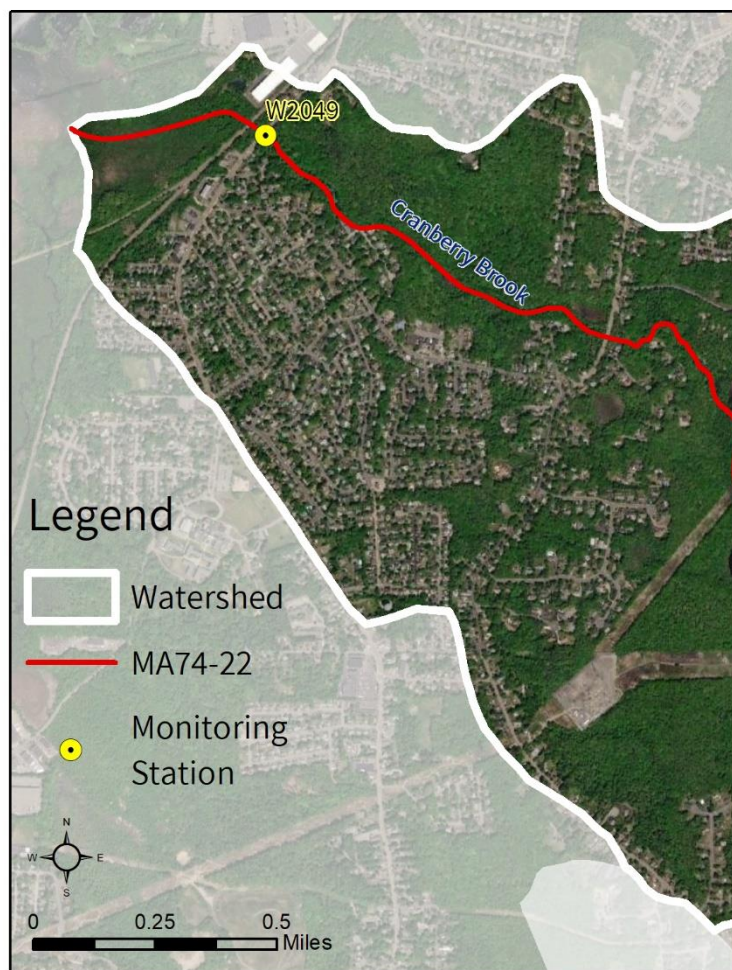 W2049
Cranberry Brook
Legend
Watershed
MA74-22
Monitoring
Station
N
W E
S
0 0.25 0.5
Miles